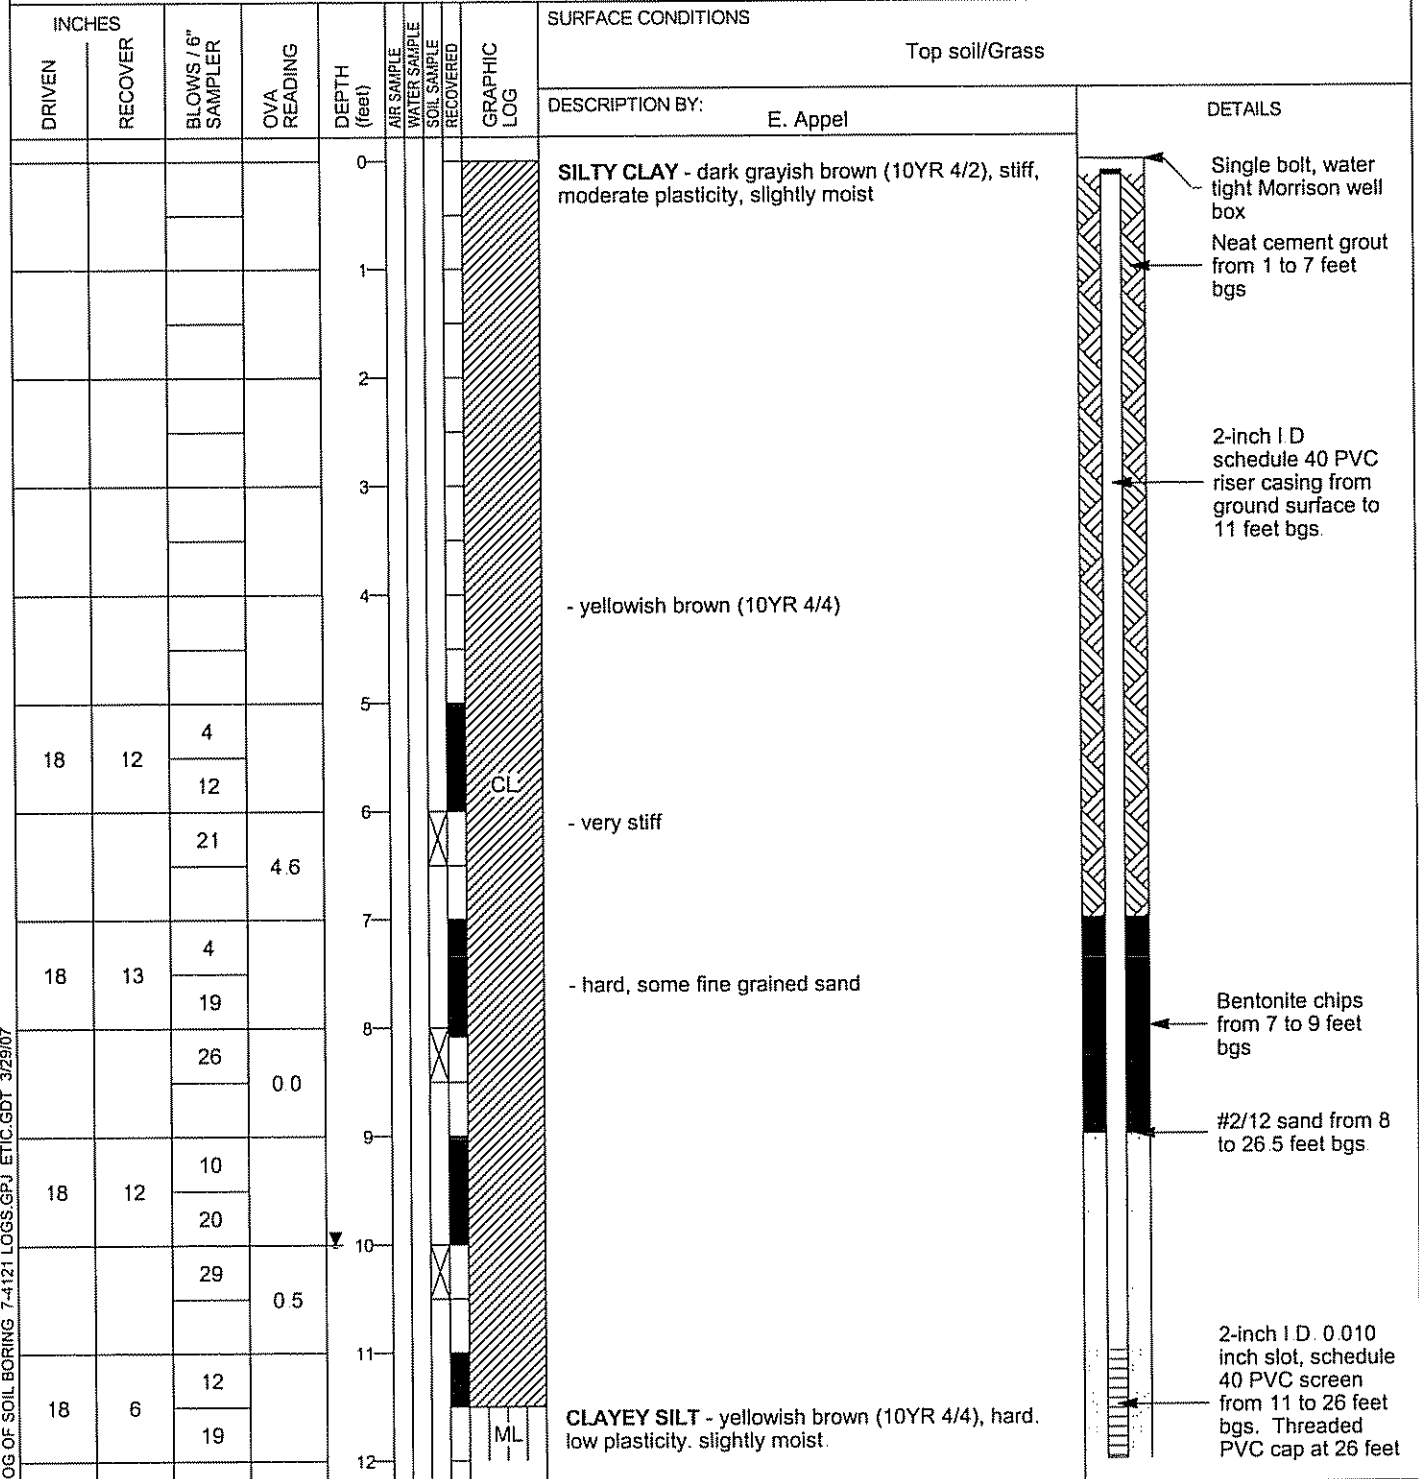 INCHES
DRIVEN
RECOVER
BLOWS / 6"
SAMPLER
OVA
READING
DEPTH
(feet)
AIR SAMPLE
WATER SAMPLE
SOIL SAMPLE
RECOVERED
GRAPHIC
LOG
SURFACE CONDITIONS
Top soil/Grass
DESCRIPTION BY:
E. Appel
DETAILS
0
SILTY CLAY - dark grayish brown (10YR 4/2), stiff,
moderate plasticity, slightly moist
Single bolt, water
tight Morrison well
box
Neat cement grout
from 1 to 7 feet
bgs
1
2
2-inch I.D
schedule 40 PVC
riser casing from
ground surface to
11 feet bgs.
3
4
- yellowish brown (10YR 4/4)
5
18 12 4
12
CL
6
21
4.6
- very stiff
7
18 13 4
19
- hard, some fine grained sand
8
26
0.0
Bentonite chips
from 7 to 9 feet
bgs
9
#2/12 sand from 8
to 26.5 feet bgs.
18 12 10
20
10
29
0.5
11
18 6 12
19
2-inch I.D. 0.010
inch slot, schedule
40 PVC screen
from 11 to 26 feet
bgs. Threaded
PVC cap at 26 feet
ML
CLAYEY SILT - yellowish brown (10YR 4/4), hard.
low plasticity. slightly moist.
12
OG OF SOIL BORING 7-4121 LOGS.GPJ ETIC.GDT 3/29/07